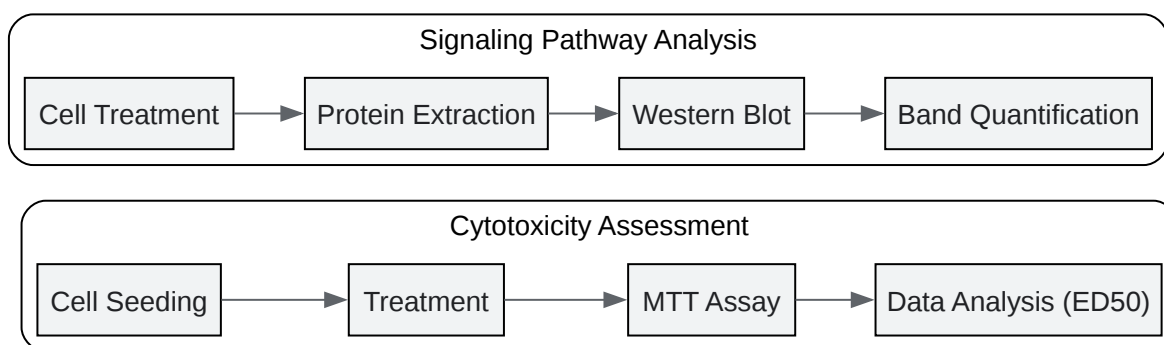 Signaling Pathway Analysis
Cell Treatment
Protein Extraction
Western Blot
Band Quantification
Cytotoxicity Assessment
Cell Seeding
Treatment
MTT Assay
Data Analysis (ED50)